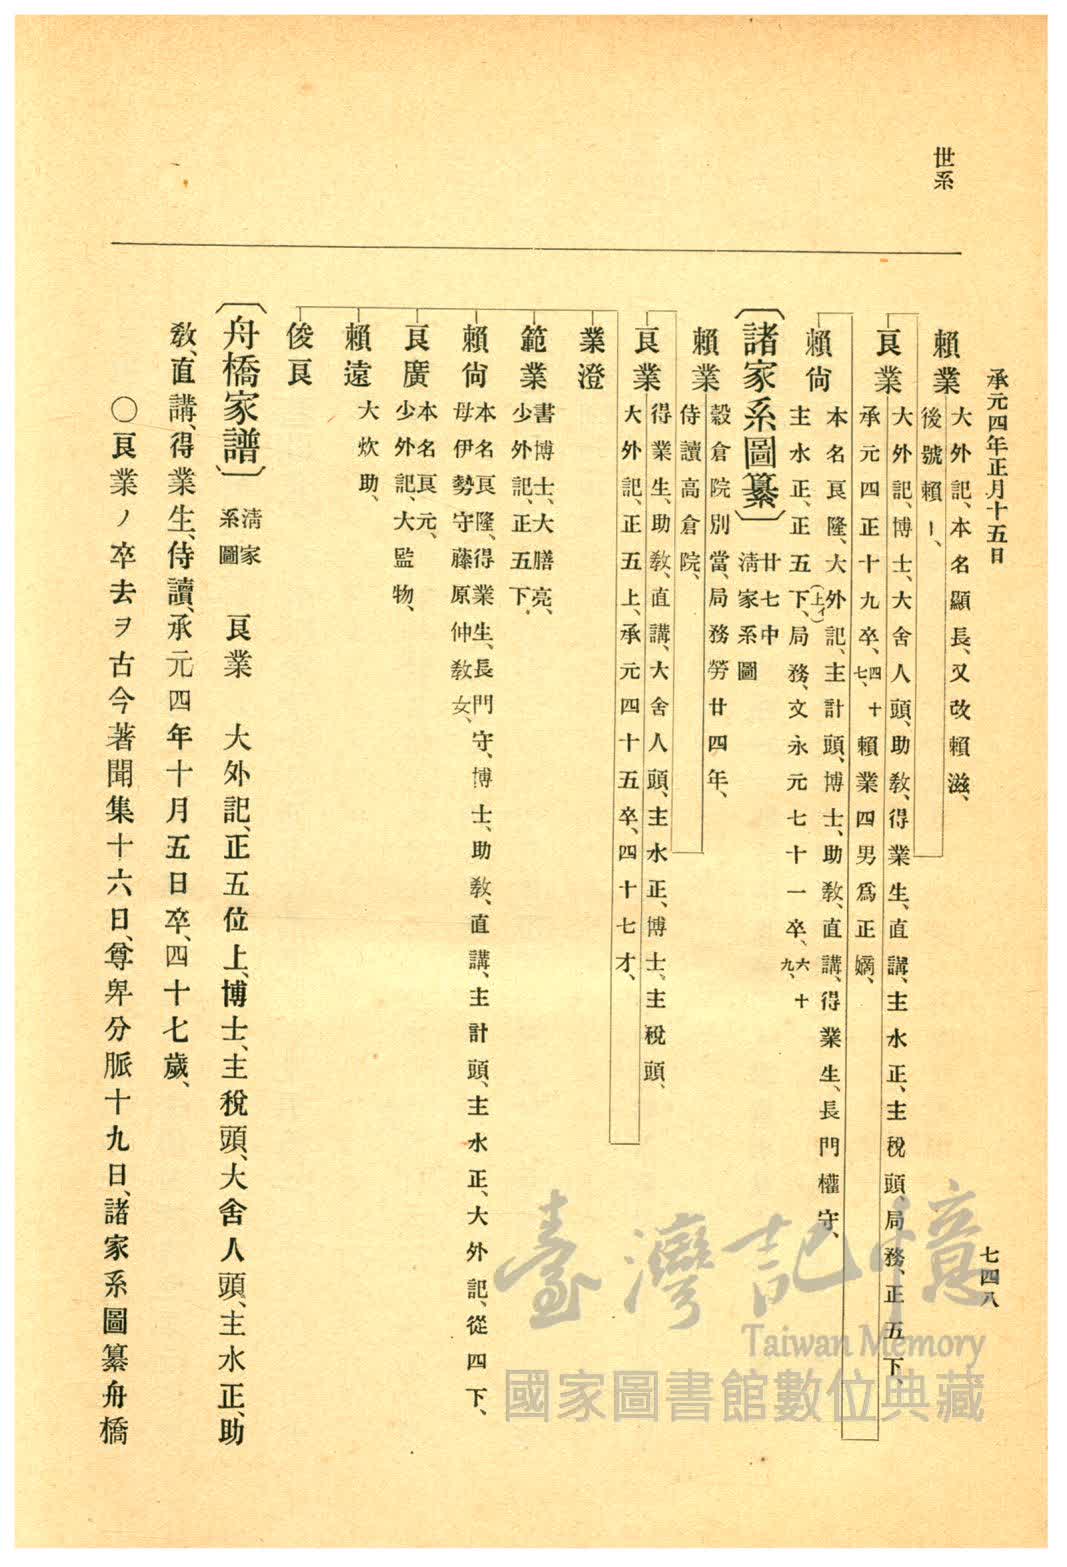 承元四年正月十五日
七四八
世系
賴業
大外記、本名顯長、又改賴滋、
後號賴ー、
良業
大外記、博士、大舍人頭、助敎、得業生、直講、主水正、主稅頭、局務、正五下、
承元四正十九卒、四十七、賴業四男爲正嫡、
賴尙
本名良隆、大外記、主計頭、博士、助敎、直講、得業生、長門權守、
主水正、正五下、(上イ)局務、文永元七十一卒、六十九、
〔諸家系圖纂〕
廿七中
淸家系圖
賴業
穀倉院別當、局務勞廿四年、
侍讀高倉院、
良業
得業生、助敎、直講、大舍人頭、主水正、博士、主稅頭、
大外記、正五上、承元四十五卒、四十七才、
業澄
範業
書博士、大膳亮、
少外記、正五下、
賴尙
本名良隆、得業生、長門守、博士、助敎、直講、主計頭、主水正、大外記、從四下、
母伊勢守藤原仲敎女、
良廣
本名良元、
少外記、大監物、
賴遠
大炊助、
俊良
〔舟橋家譜〕
淸家
系圖
良業　大外記、正五位上、博士、主稅頭、大舍人頭、主水正、助
敎、直講、得業生、侍讀、承元四年十月五日卒、四十七歲、
○良業ノ卒去ヲ古今著聞集十六日、尊卑分脈十九日、諸家系圖纂舟橋
臺灣記憶
Taiwan Memory
國家圖書館數位典藏